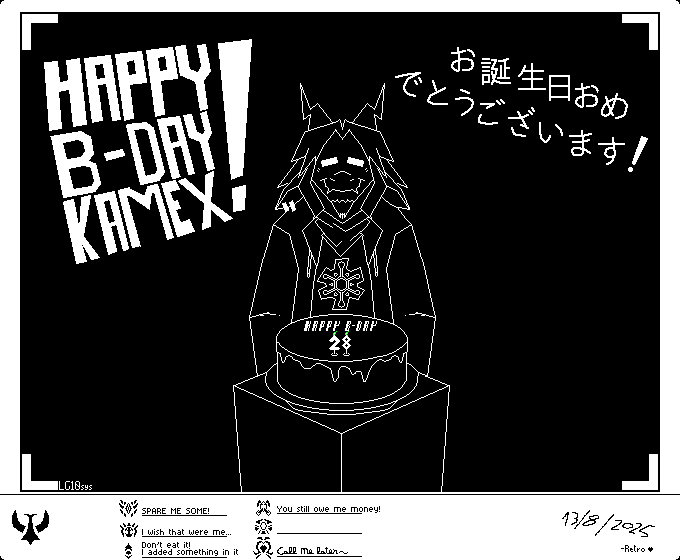 HAPPY
B-DAY
KAMEX!
お誕生日おめ
でとうございます!
HAPPY B-DAY
28
LG10sys
SPARE ME SOME!
I wish that were me...
Don't eat it!
I added something in it
You still owe me money!
Call me later~
13/8/2025
-Retro ♥